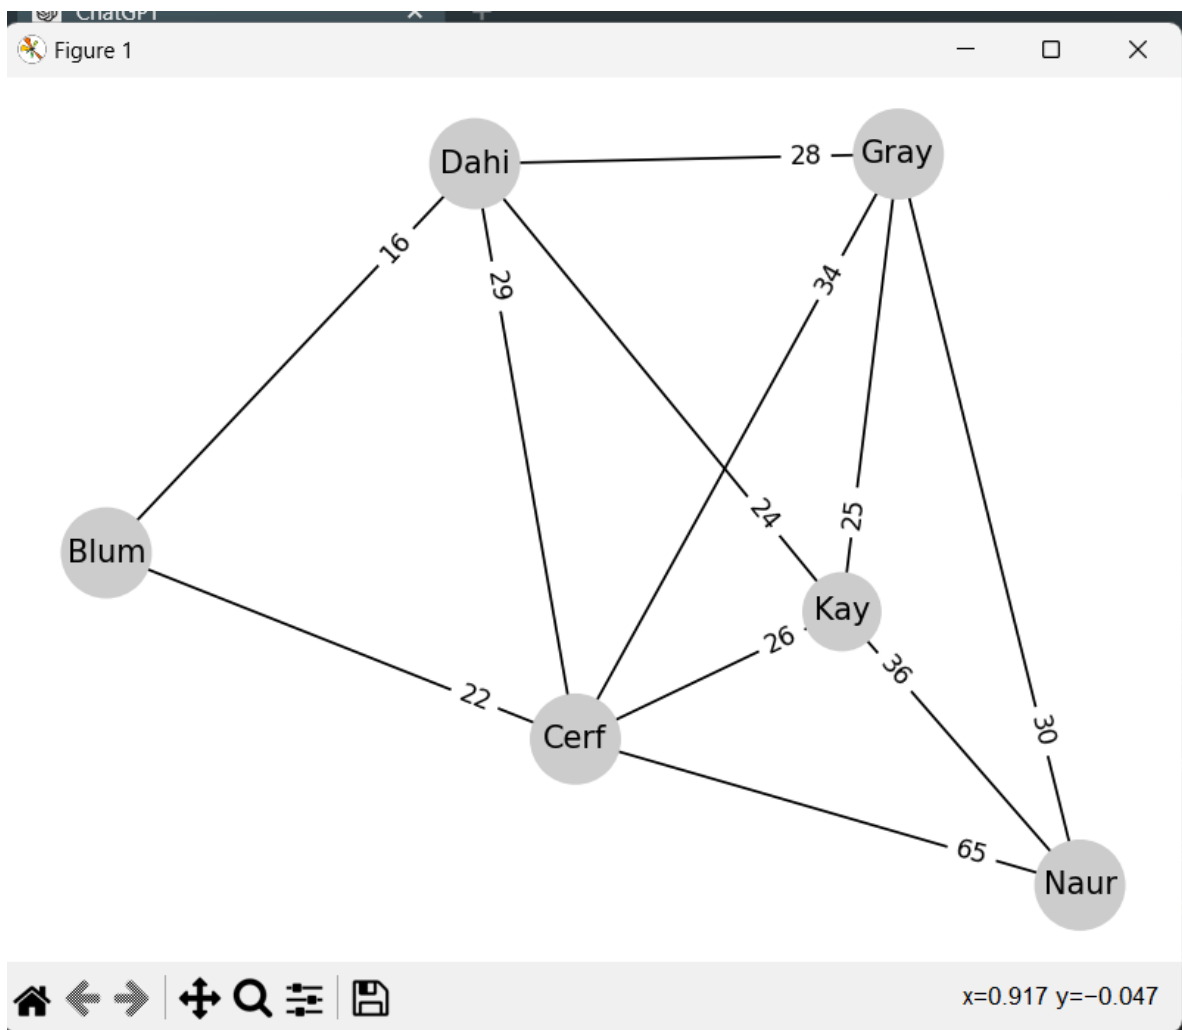 ChatGPT
Figure 1
Dahi
28
Gray
16
29
34
24
25
Blum
Kay
26
36
22
Cerf
30
65
Naur
x=0.917 y=−0.047